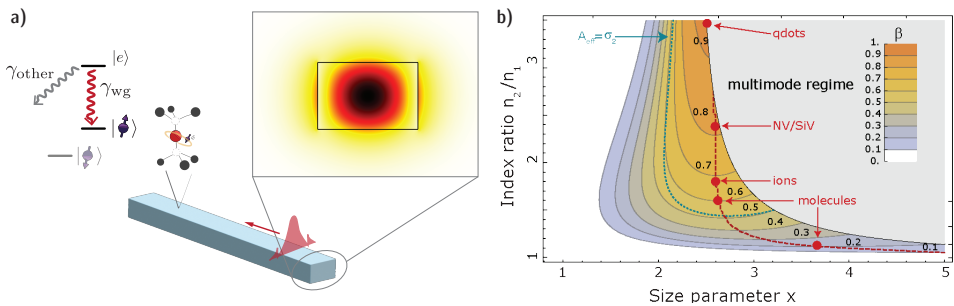 a)
|e⟩
γother
γwg
|⟩
|⟩
b)
Index ratio n₂/n₁
3
2
1
1
2
3
4
5
Size parameter x
Aeff=σ₂
qdots
multimode regime
NV/SiV
ions
molecules
0.9
0.8
0.7
0.6
0.5
0.4
0.3
0.2
0.1
β
1.
0.9
0.8
0.7
0.6
0.5
0.4
0.3
0.2
0.1
0.